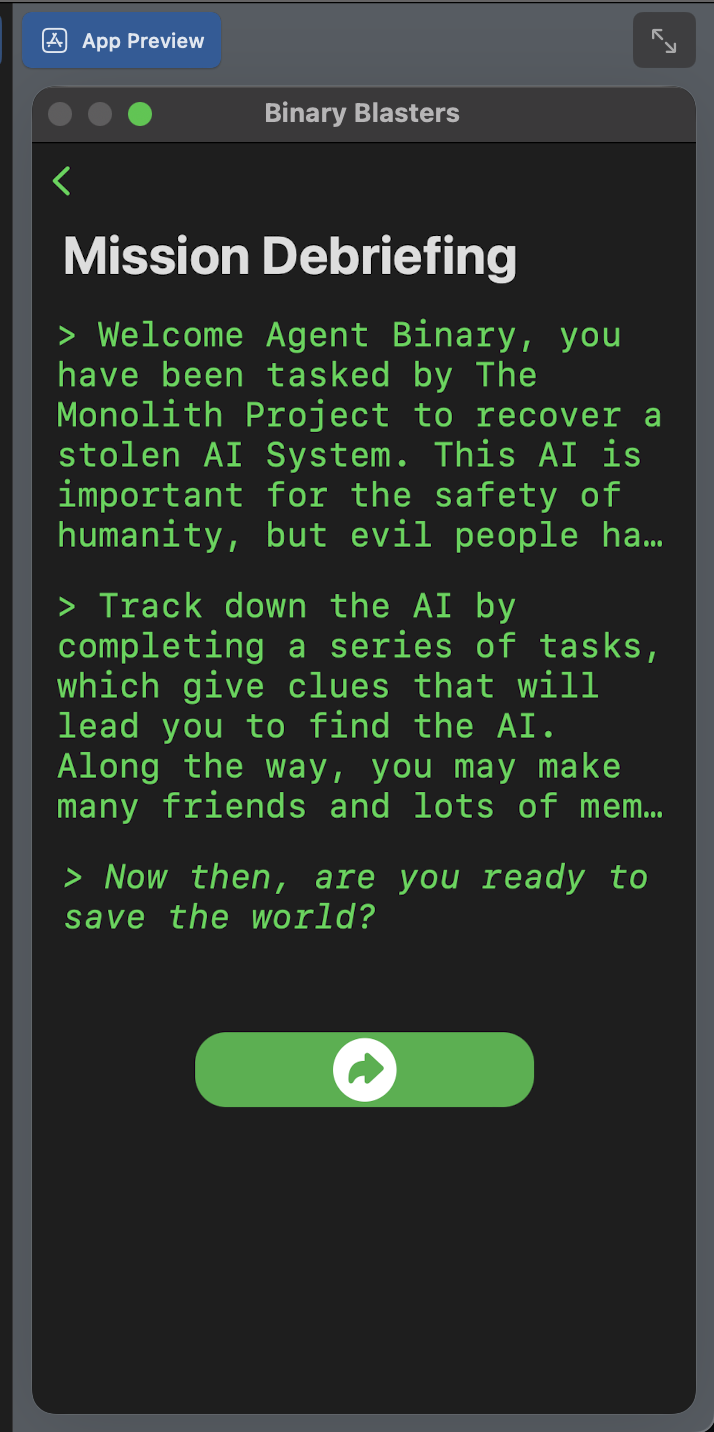 App Preview
Binary Blasters
Mission Debriefing
> Welcome Agent Binary, you
have been tasked by The
Monolith Project to recover a
stolen AI System. This AI is
important for the safety of
humanity, but evil people ha…
> Track down the AI by
completing a series of tasks,
which give clues that will
lead you to find the AI.
Along the way, you may make
many friends and lots of mem…
> Now then, are you ready to
save the world?